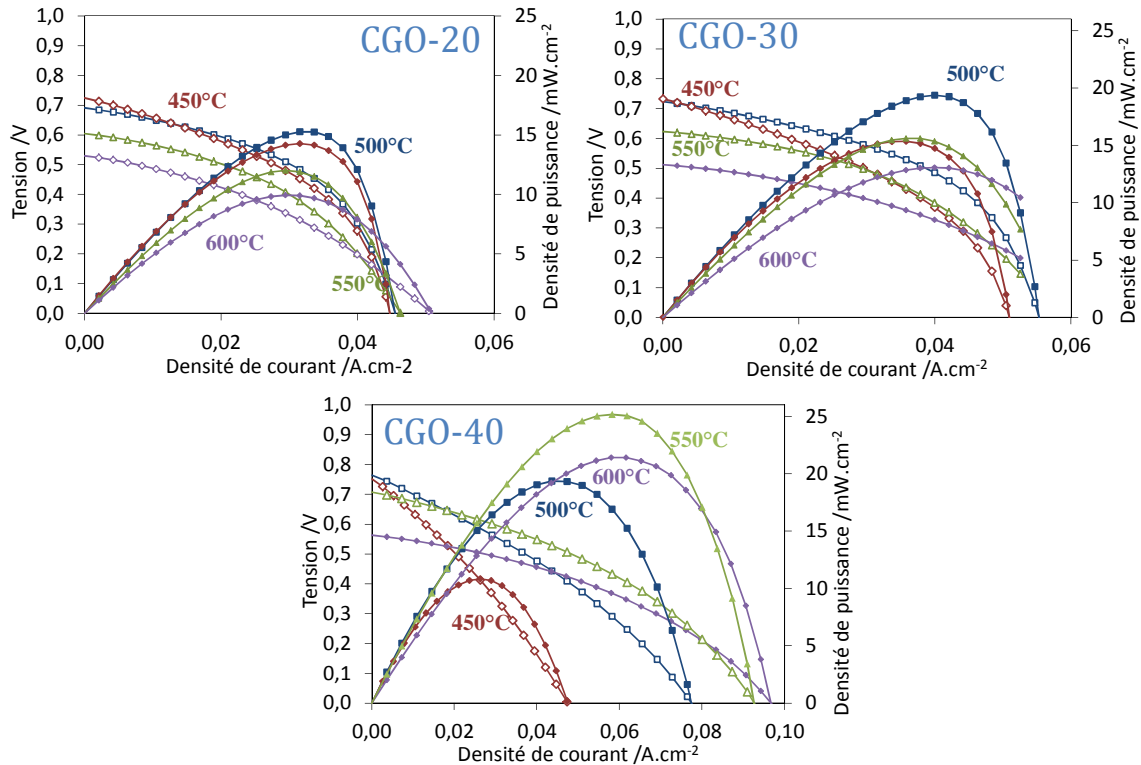 CGO-20
1,0
0,9
0,8
0,7
0,6
0,5
0,4
0,3
0,2
0,1
0,0
Tension /V
25
20
15
10
5
0
Densité de puissance /mW.cm-2
450°C
500°C
600°C
550°C
0,00
0,02
0,04
0,06
Densité de courant /A.cm-2
CGO-30
1,0
0,9
0,8
0,7
0,6
0,5
0,4
0,3
0,2
0,1
0,0
Tension /V
25
20
15
10
5
0
Densité de puissance /mW.cm-2
450°C
500°C
550°C
600°C
0,00
0,02
0,04
0,06
Densité de courant /A.cm-2
CGO-40
1,0
0,9
0,8
0,7
0,6
0,5
0,4
0,3
0,2
0,1
0,0
Tension /V
25
20
15
10
5
0
Densité de puissance /mW.cm-2
550°C
600°C
500°C
450°C
0,00
0,02
0,04
0,06
0,08
0,10
Densité de courant /A.cm-2